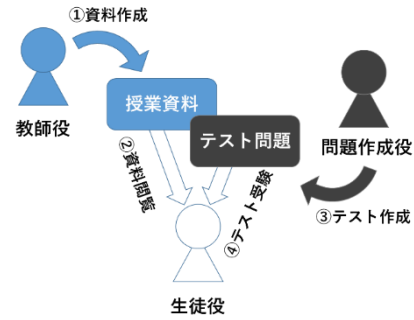 ①資料作成
授業資料
教師役
テスト問題
問題作成役
②資料閲覧
④テスト受験
③テスト作成
生徒役